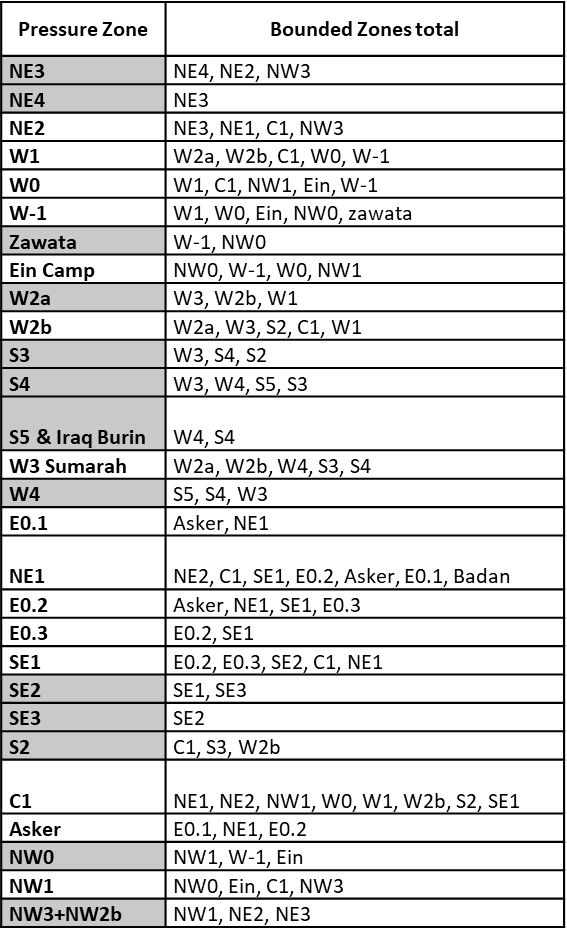 Pressure Zone Bounded Zones total
NE3 NE4, NE2, NW3
NE4 NE3
NE2 NE3, NE1, C1, NW3
W1 W2a, W2b, C1, W0, W-1
W0 W1, C1, NW1, Ein, W-1
W-1 W1, W0, Ein, NW0, zawata
Zawata W-1, NW0
Ein Camp NW0, W-1, W0, NW1
W2a W3, W2b, W1
W2b W2a, W3, S2, C1, W1
S3 W3, S4, S2
S4 W3, W4, S5, S3
S5 & Iraq Burin W4, S4
W3 Sumarah W2a, W2b, W4, S3, S4
W4 S5, S4, W3
E0.1 Asker, NE1
NE1 NE2, C1, SE1, E0.2, Asker, E0.1, Badan
E0.2 Asker, NE1, SE1, E0.3
E0.3 E0.2, SE1
SE1 E0.2, E0.3, SE2, C1, NE1
SE2 SE1, SE3
SE3 SE2
S2 C1, S3, W2b
C1 NE1, NE2, NW1, W0, W1, W2b, S2, SE1
Asker E0.1, NE1, E0.2
NW0 NW1, W-1, Ein
NW1 NW0, Ein, C1, NW3
NW3+NW2b NW1, NE2, NE3